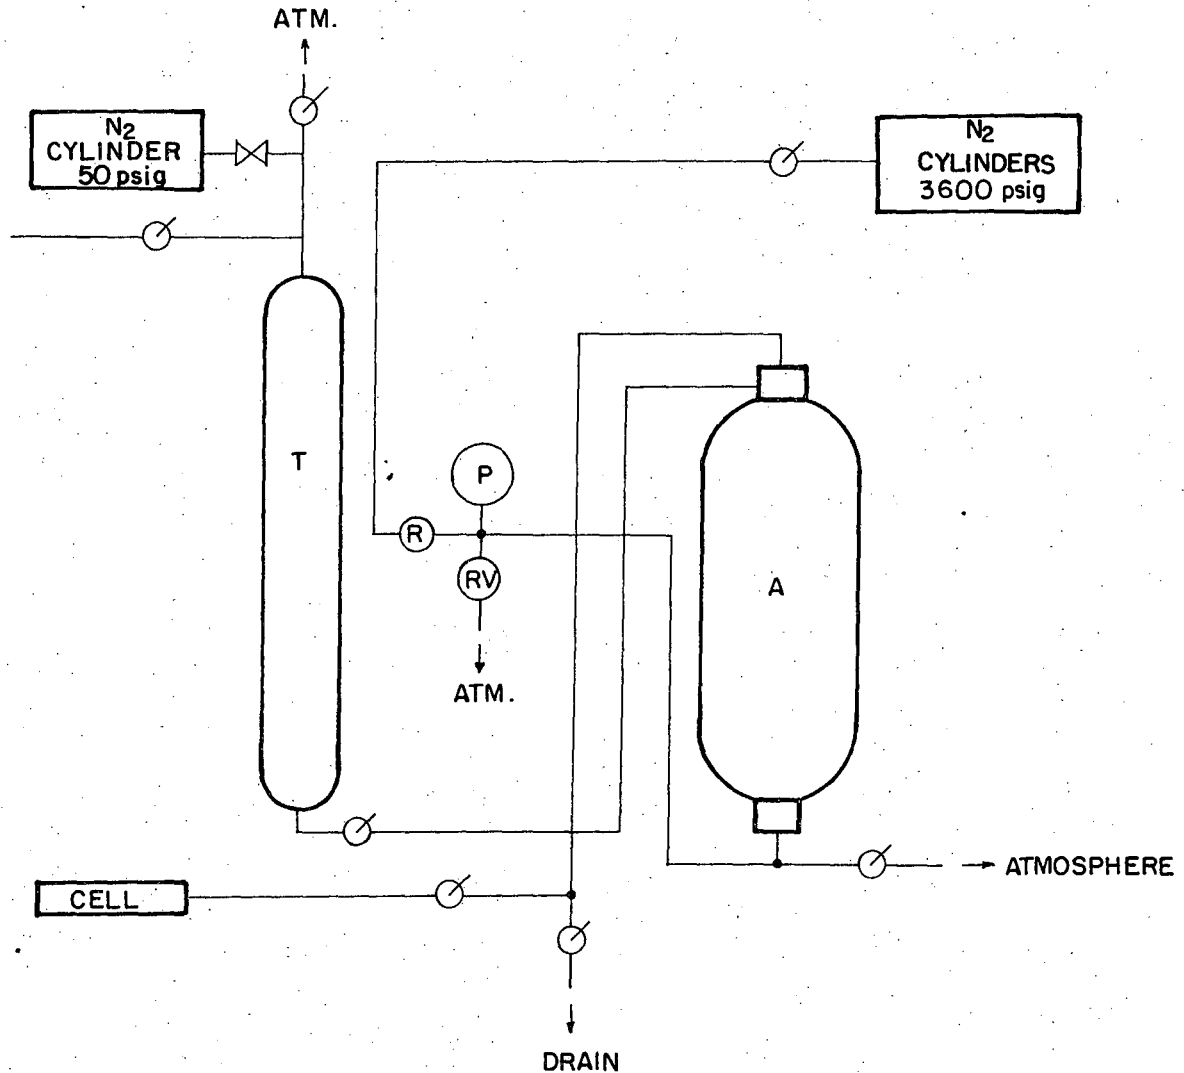 ATM.
N2
CYLINDER
50 psig
N2
CYLINDERS
3600 psig
T
P
R
RV
ATM.
A
ATMOSPHERE
CELL
DRAIN